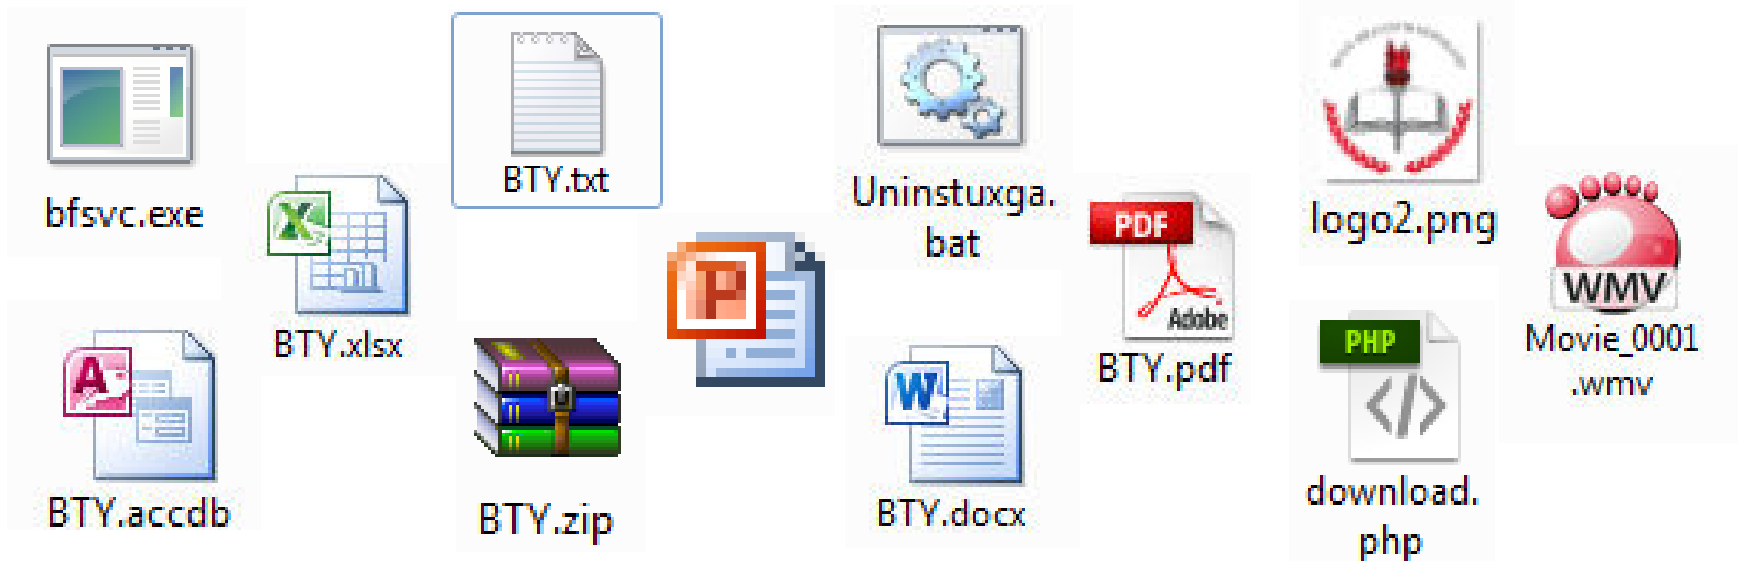 bfsvc.exe
X
BTY.xlsx
A
BTY.accdb
BTY.txt
BTY.zip
P
Uninstuxga.
bat
W
BTY.docx
PDF
Adobe
BTY.pdf
logo2.png
PHP
</>
download.
php
WMV
Movie_0001
.wmv